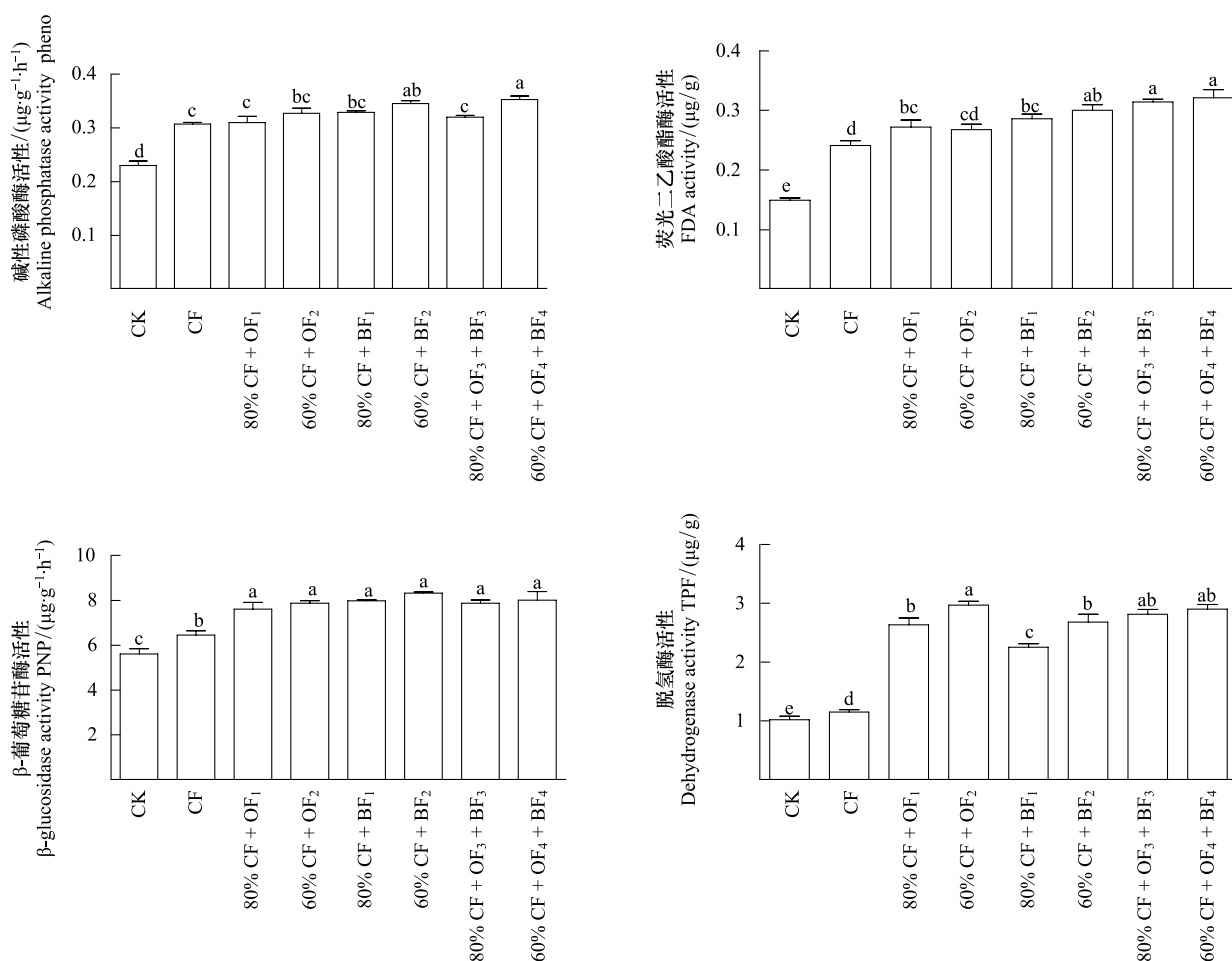 碱性磷酸酶活性/(μg·g⁻¹·h⁻¹)
Alkaline phosphatase activity pheno
0.4
0.3
0.2
0.1
d
c
c
bc
bc
ab
c
a
CK
CF
80% CF + OF₁
60% CF + OF₂
80% CF + BF₁
60% CF + BF₂
80% CF + OF₃ + BF₃
60% CF + OF₄ + BF₄
荧光二乙酸酯酶活性
FDA activity/(μg/g)
0.4
0.3
0.2
0.1
e
d
bc
cd
bc
ab
a
a
CK
CF
80% CF + OF₁
60% CF + OF₂
80% CF + BF₁
60% CF + BF₂
80% CF + OF₃ + BF₃
60% CF + OF₄ + BF₄
β-葡萄糖苷酶活性
β-glucosidase activity PNP/(μg·g⁻¹·h⁻¹)
10
8
6
4
2
c
b
a
a
a
a
a
a
CK
CF
80% CF + OF₁
60% CF + OF₂
80% CF + BF₁
60% CF + BF₂
80% CF + OF₃ + BF₃
60% CF + OF₄ + BF₄
脱氢酶活性
Dehydrogenase activity TPF/(μg/g)
4
3
2
1
e
d
b
a
c
b
ab
ab
CK
CF
80% CF + OF₁
60% CF + OF₂
80% CF + BF₁
60% CF + BF₂
80% CF + OF₃ + BF₃
60% CF + OF₄ + BF₄